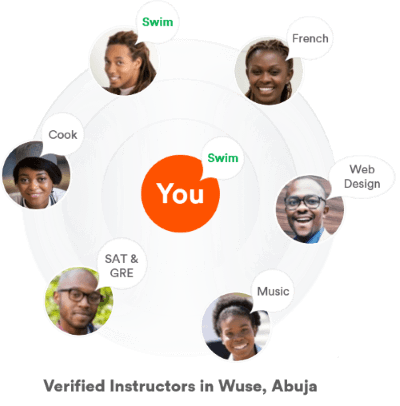 Swim
French
Cook
Swim
You
Web
Design
SAT &
GRE
Music
Verified Instructors in Wuse, Abuja